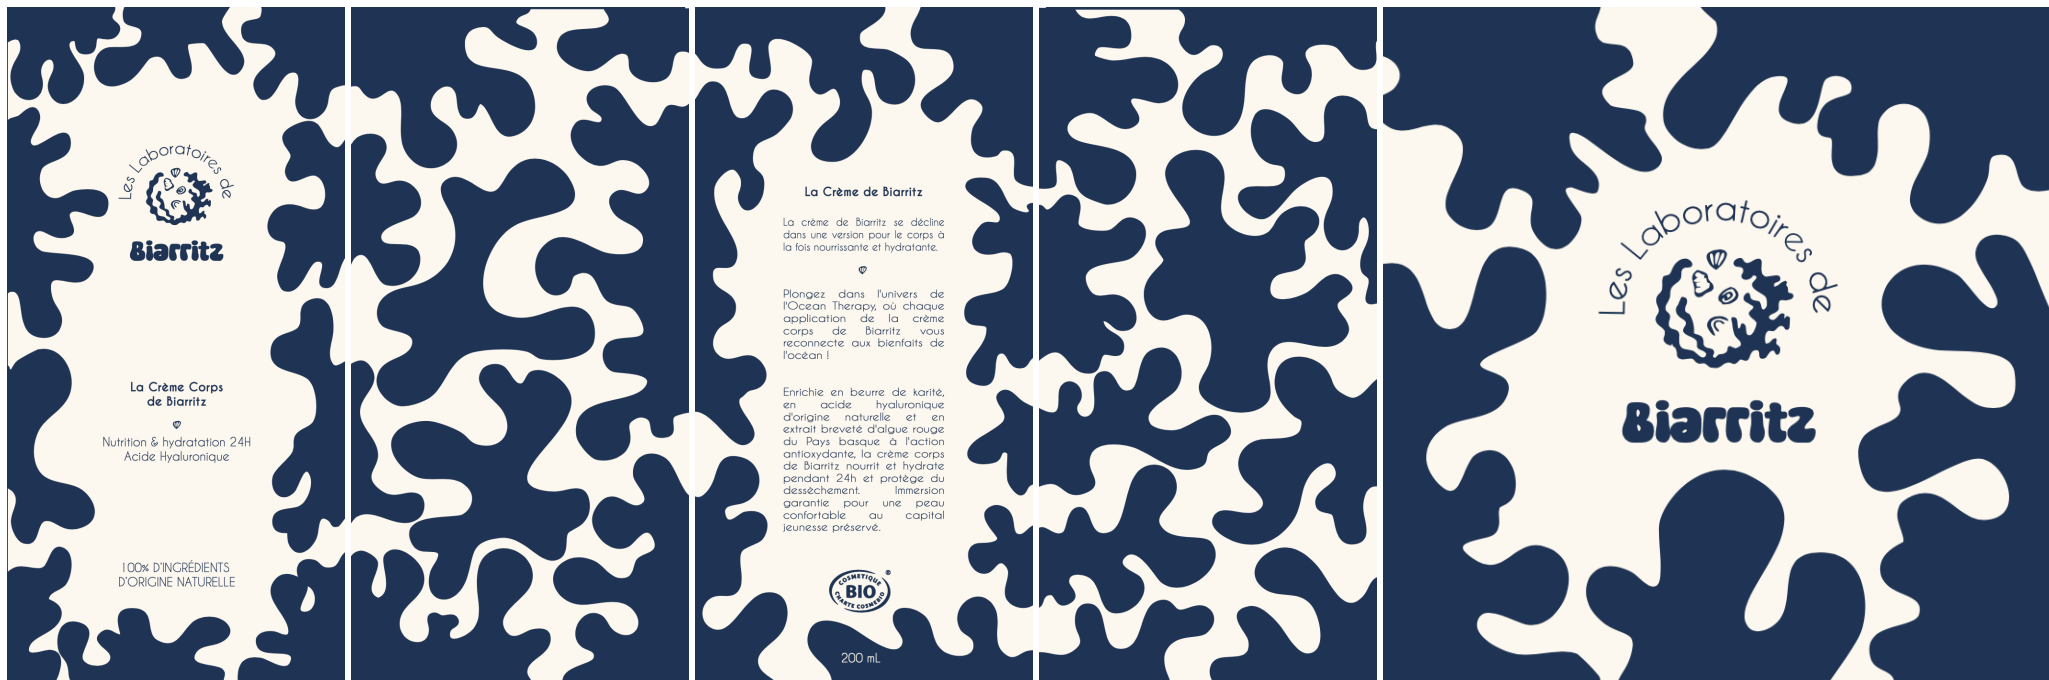 Les Laboratoires de
Biarritz
La Crème Corps
de Biarritz
Nutrition & hydratation 24H
Acide Hyaluronique
100% D'INGRÉDIENTS
D'ORIGINE NATURELLE
La Crème de Biarritz
La crème de Biarritz se décline
dans une version pour le corps à
la fois nourrissante et hydratante.
Plongez dans l'univers de
l'Ocean Therapy, où chaque
application de la crème
corps de Biarritz vous
reconnecte aux bienfaits de
l'océan !
Enrichie en beurre de karité,
en acide hyaluronique
d'origine naturelle et en
extrait breveté d'algue rouge
du Pays basque à l'action
antioxydante, la crème corps
de Biarritz nourrit et hydrate
pendant 24h et protège du
dessèchement. Immersion
garantie pour une peau
confortable au capital
jeunesse préservé.
COSMETIQUE ®
BIO
CHARTE COSMEBIO
200 mL
Les Laboratoires de
Biarritz